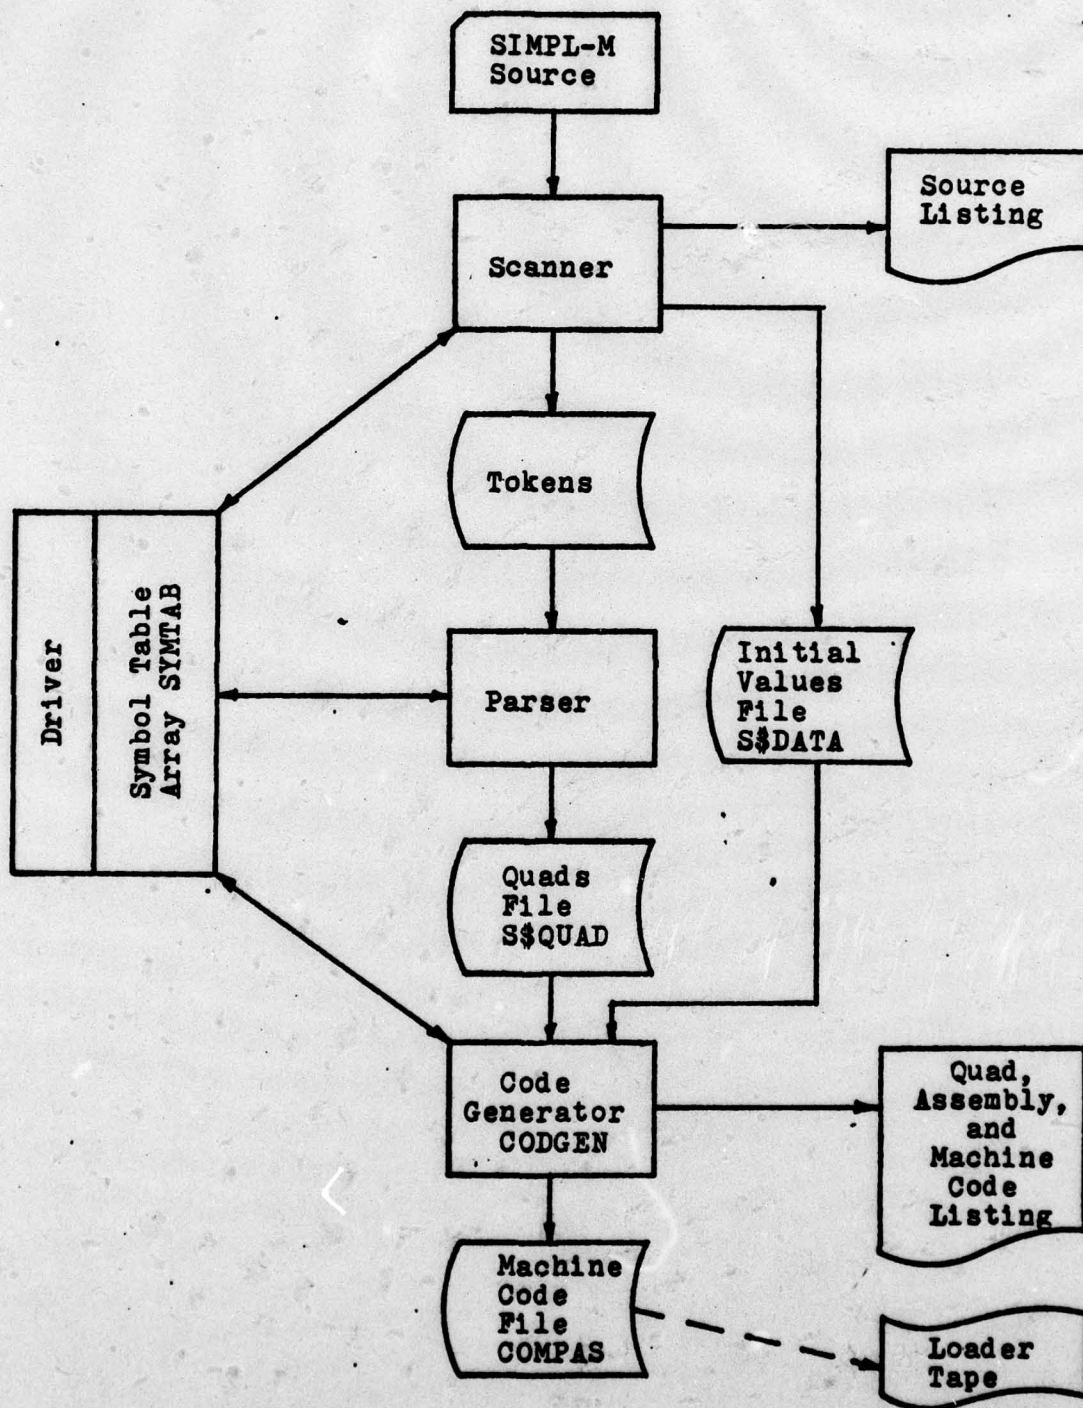 SIMPL-M
Source
Source
Listing
Scanner
Tokens
Driver
Symbol Table
Array SYMTAB
Parser
Initial
Values
File
S$DATA
Quads
File
S$QUAD
Code
Generator
CODGEN
Quad,
Assembly,
and
Machine
Code
Listing
Machine
Code
File
COMPAS
Loader
Tape